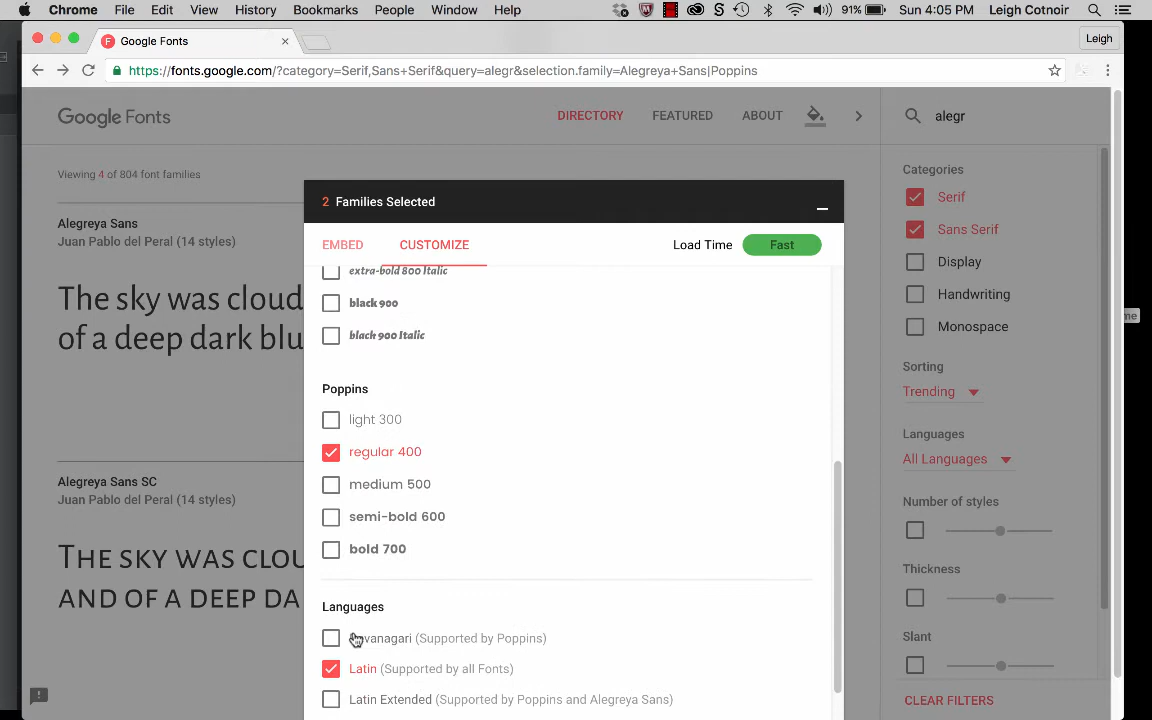 Chrome File Edit View History Bookmarks People Window Help 91% Sun 4:05 PM Leigh Cotnoir
Google Fonts
Leigh
https://fonts.google.com/?category=Serif,Sans+Serif&query=alegr&selection.family=Alegreya+Sans|Poppins
Google Fonts DIRECTORY FEATURED ABOUT alegr
Viewing 4 of 804 font families
Alegreya Sans
Juan Pablo del Peral (14 styles)
The sky was cloud
of a deep dark blu
Alegreya Sans SC
Juan Pablo del Peral (14 styles)
THE SKY WAS CLOU
AND OF A DEEP DA
2 Families Selected
EMBED CUSTOMIZE Load Time Fast
extra-bold 800 Italic
black 900
black 900 Italic
Poppins
light 300
regular 400
medium 500
semi-bold 600
bold 700
Languages
vanagari (Supported by Poppins)
Latin (Supported by all Fonts)
Latin Extended (Supported by Poppins and Alegreya Sans)
Categories
Serif
Sans Serif
Display
Handwriting
Monospace
Sorting
Trending
Languages
All Languages
Number of styles
Thickness
Slant
CLEAR FILTERS
me